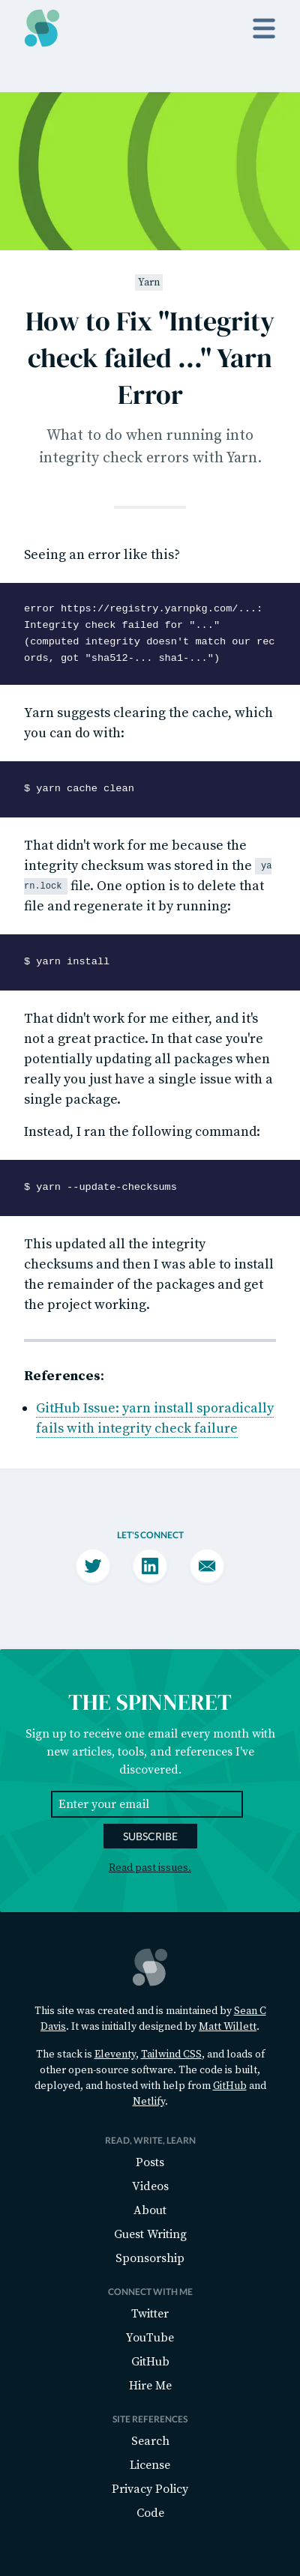 Yarn
How to Fix "Integrity
check failed ..." Yarn
Error
What to do when running into
integrity check errors with Yarn.
Seeing an error like this?
error https://registry.yarnpkg.com/...:
Integrity check failed for "..."
(computed integrity doesn't match our rec
ords, got "sha512-... sha1-...")
Yarn suggests clearing the cache, which
you can do with:
$ yarn cache clean
That didn't work for me because the
integrity checksum was stored in the ya
rn.lock file. One option is to delete that
file and regenerate it by running:
$ yarn install
That didn't work for me either, and it's
not a great practice. In that case you're
potentially updating all packages when
really you just have a single issue with a
single package.
Instead, I ran the following command:
$ yarn --update-checksums
This updated all the integrity
checksums and then I was able to install
the remainder of the packages and get
the project working.
References:
GitHub Issue: yarn install sporadically
fails with integrity check failure
LET'S CONNECT
THE SPINNERET
Sign up to receive one email every month with
new articles, tools, and references I've
discovered.
Enter your email
SUBSCRIBE
Read past issues.
This site was created and is maintained by Sean C
Davis. It was initially designed by Matt Willett.
The stack is Eleventy, Tailwind CSS, and loads of
other open-source software. The code is built,
deployed, and hosted with help from GitHub and
Netlify.
READ, WRITE, LEARN
Posts
Videos
About
Guest Writing
Sponsorship
CONNECT WITH ME
Twitter
YouTube
GitHub
Hire Me
SITE REFERENCES
Search
License
Privacy Policy
Code